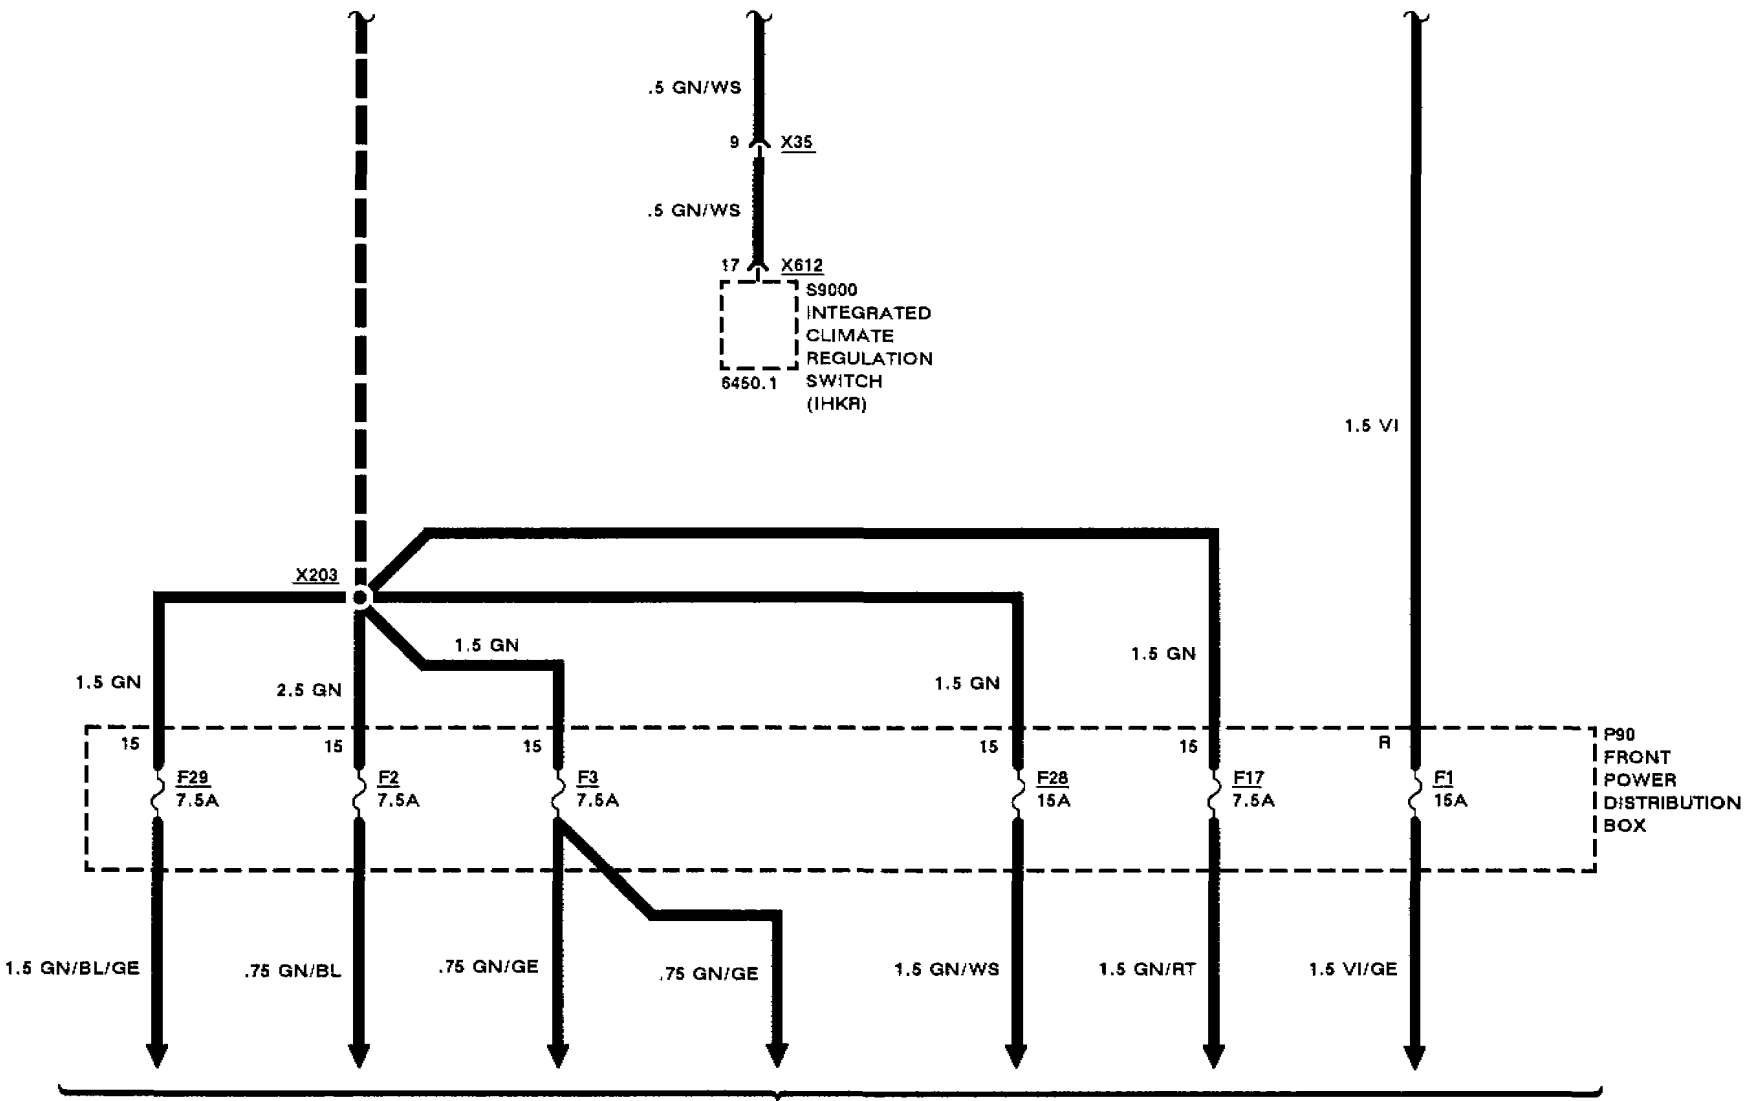 .5 GN/WS
9 X35
.5 GN/WS
17 X612
S9000
INTEGRATED
CLIMATE
REGULATION
SWITCH
(IHKR)
6450.1
1.5 VI
X203
1.5 GN
1.5 GN
1.5 GN
2.5 GN
1.5 GN
15
15
15
15
15
R
P90
FRONT
POWER
DISTRIBUTION
BOX
F29
7.5A
F2
7.5A
F3
7.5A
F28
15A
F17
7.5A
F1
15A
1.5 GN/BL/GE
.75 GN/BL
.75 GN/GE
.75 GN/GE
1.5 GN/WS
1.5 GN/RT
1.5 VI/GE